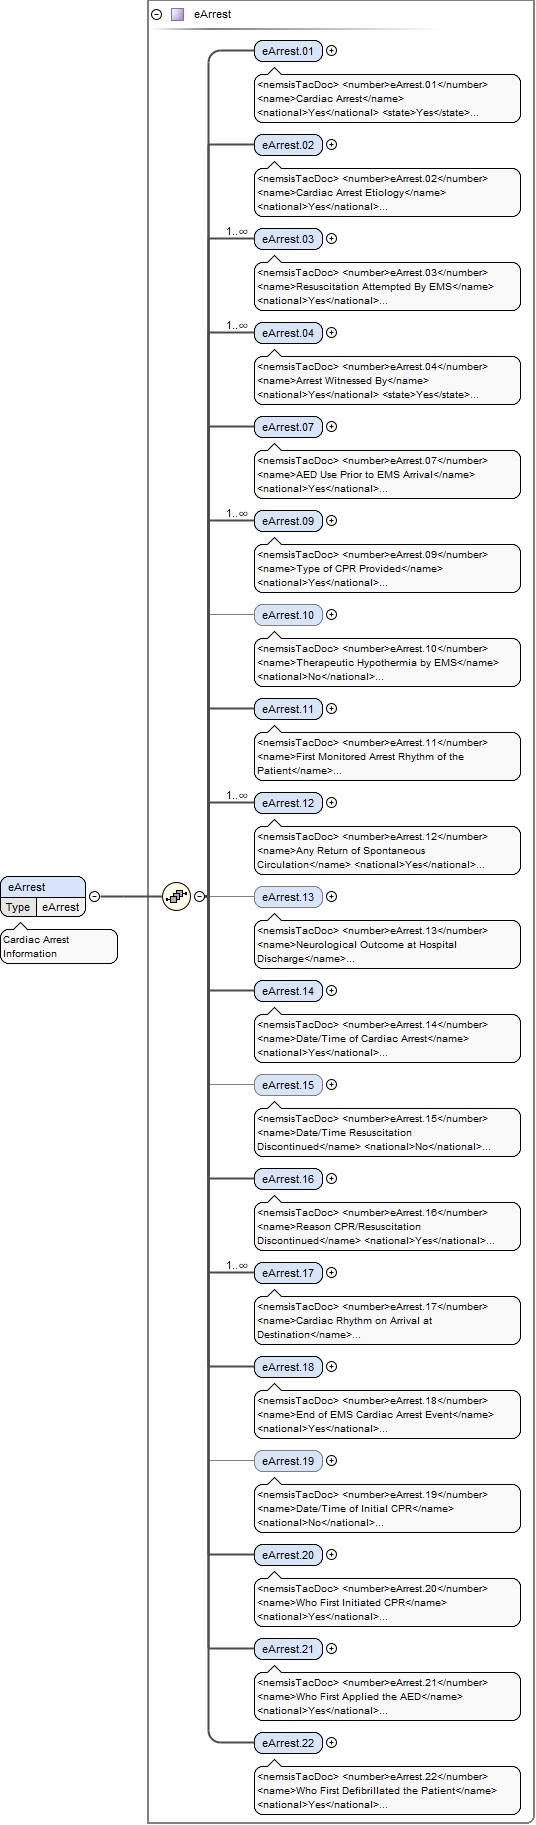 eArrest
eArrest.01
<nemsisTacDoc> <number>eArrest.01</number>
<name>Cardiac Arrest</name>
<national>Yes</national> <state>Yes</state>...
eArrest.02
<nemsisTacDoc> <number>eArrest.02</number>
<name>Cardiac Arrest Etiology</name>
<national>Yes</national>...
1..∞
eArrest.03
<nemsisTacDoc> <number>eArrest.03</number>
<name>Resuscitation Attempted By EMS</name>
<national>Yes</national>...
1..∞
eArrest.04
<nemsisTacDoc> <number>eArrest.04</number>
<name>Arrest Witnessed By</name>
<national>Yes</national> <state>Yes</state>...
eArrest.07
<nemsisTacDoc> <number>eArrest.07</number>
<name>AED Use Prior to EMS Arrival</name>
<national>Yes</national>...
1..∞
eArrest.09
<nemsisTacDoc> <number>eArrest.09</number>
<name>Type of CPR Provided</name>
<national>Yes</national>...
eArrest.10
<nemsisTacDoc> <number>eArrest.10</number>
<name>Therapeutic Hypothermia by EMS</name>
<national>No</national>...
eArrest.11
<nemsisTacDoc> <number>eArrest.11</number>
<name>First Monitored Arrest Rhythm of the
Patient</name>...
1..∞
eArrest.12
<nemsisTacDoc> <number>eArrest.12</number>
<name>Any Return of Spontaneous
Circulation</name> <national>Yes</national>...
eArrest
Type eArrest
Cardiac Arrest
Information
eArrest.13
<nemsisTacDoc> <number>eArrest.13</number>
<name>Neurological Outcome at Hospital
Discharge</name>...
eArrest.14
<nemsisTacDoc> <number>eArrest.14</number>
<name>Date/Time of Cardiac Arrest</name>
<national>Yes</national>...
eArrest.15
<nemsisTacDoc> <number>eArrest.15</number>
<name>Date/Time Resuscitation
Discontinued</name> <national>No</national>...
eArrest.16
<nemsisTacDoc> <number>eArrest.16</number>
<name>Reason CPR/Resuscitation
Discontinued</name> <national>Yes</national>...
1..∞
eArrest.17
<nemsisTacDoc> <number>eArrest.17</number>
<name>Cardiac Rhythm on Arrival at
Destination</name>...
eArrest.18
<nemsisTacDoc> <number>eArrest.18</number>
<name>End of EMS Cardiac Arrest Event</name>
<national>Yes</national>...
eArrest.19
<nemsisTacDoc> <number>eArrest.19</number>
<name>Date/Time of Initial CPR</name>
<national>No</national>...
eArrest.20
<nemsisTacDoc> <number>eArrest.20</number>
<name>Who First Initiated CPR</name>
<national>Yes</national>...
eArrest.21
<nemsisTacDoc> <number>eArrest.21</number>
<name>Who First Applied the AED</name>
<national>Yes</national>...
eArrest.22
<nemsisTacDoc> <number>eArrest.22</number>
<name>Who First Defibrillated the Patient</name>
<national>Yes</national>...